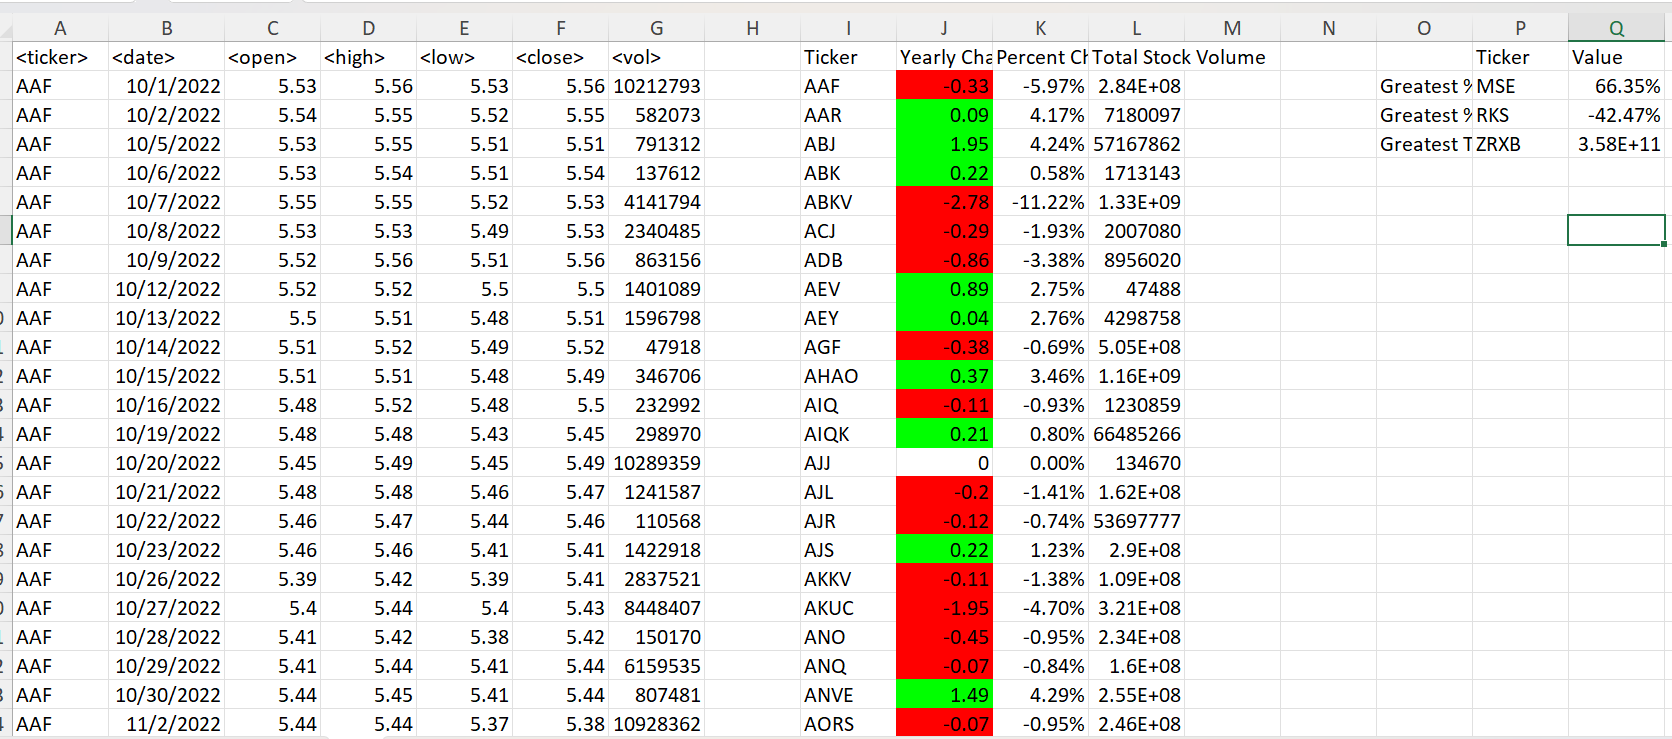 A B C D E F G H I J K L M N O P Q
<ticker> <date> <open> <high> <low> <close> <vol> Ticker Yearly Cha Percent Ch Total Stock Volume Ticker Value
AAF 10/1/2022 5.53 5.56 5.53 5.56 10212793 AAF -0.33 -5.97% 2.84E+08 Greatest % MSE 66.35%
AAF 10/2/2022 5.54 5.55 5.52 5.55 582073 AAR 0.09 4.17% 7180097 Greatest % RKS -42.47%
AAF 10/5/2022 5.53 5.55 5.51 5.51 791312 ABJ 1.95 4.24% 57167862 Greatest T ZRXB 3.58E+11
AAF 10/6/2022 5.53 5.54 5.51 5.54 137612 ABK 0.22 0.58% 1713143
AAF 10/7/2022 5.55 5.55 5.52 5.53 4141794 ABKV -2.78 -11.22% 1.33E+09
AAF 10/8/2022 5.53 5.53 5.49 5.53 2340485 ACJ -0.29 -1.93% 2007080
AAF 10/9/2022 5.52 5.56 5.51 5.56 863156 ADB -0.86 -3.38% 8956020
AAF 10/12/2022 5.52 5.52 5.5 5.5 1401089 AEV 0.89 2.75% 47488
AAF 10/13/2022 5.5 5.51 5.48 5.51 1596798 AEY 0.04 2.76% 4298758
AAF 10/14/2022 5.51 5.52 5.49 5.52 47918 AGF -0.38 -0.69% 5.05E+08
AAF 10/15/2022 5.51 5.51 5.48 5.49 346706 AHAO 0.37 3.46% 1.16E+09
AAF 10/16/2022 5.48 5.52 5.48 5.5 232992 AIQ -0.11 -0.93% 1230859
AAF 10/19/2022 5.48 5.48 5.43 5.45 298970 AIQK 0.21 0.80% 66485266
AAF 10/20/2022 5.45 5.49 5.45 5.49 10289359 AJJ 0 0.00% 134670
AAF 10/21/2022 5.48 5.48 5.46 5.47 1241587 AJL -0.2 -1.41% 1.62E+08
AAF 10/22/2022 5.46 5.47 5.44 5.46 110568 AJR -0.12 -0.74% 53697777
AAF 10/23/2022 5.46 5.46 5.41 5.41 1422918 AJS 0.22 1.23% 2.9E+08
AAF 10/26/2022 5.39 5.42 5.39 5.41 2837521 AKKV -0.11 -1.38% 1.09E+08
AAF 10/27/2022 5.4 5.44 5.4 5.43 8448407 AKUC -1.95 -4.70% 3.21E+08
AAF 10/28/2022 5.41 5.42 5.38 5.42 150170 ANO -0.45 -0.95% 2.34E+08
AAF 10/29/2022 5.41 5.44 5.41 5.44 6159535 ANQ -0.07 -0.84% 1.6E+08
AAF 10/30/2022 5.44 5.45 5.41 5.44 807481 ANVE 1.49 4.29% 2.55E+08
AAF 11/2/2022 5.44 5.44 5.37 5.38 10928362 AORS -0.07 -0.95% 2.46E+08